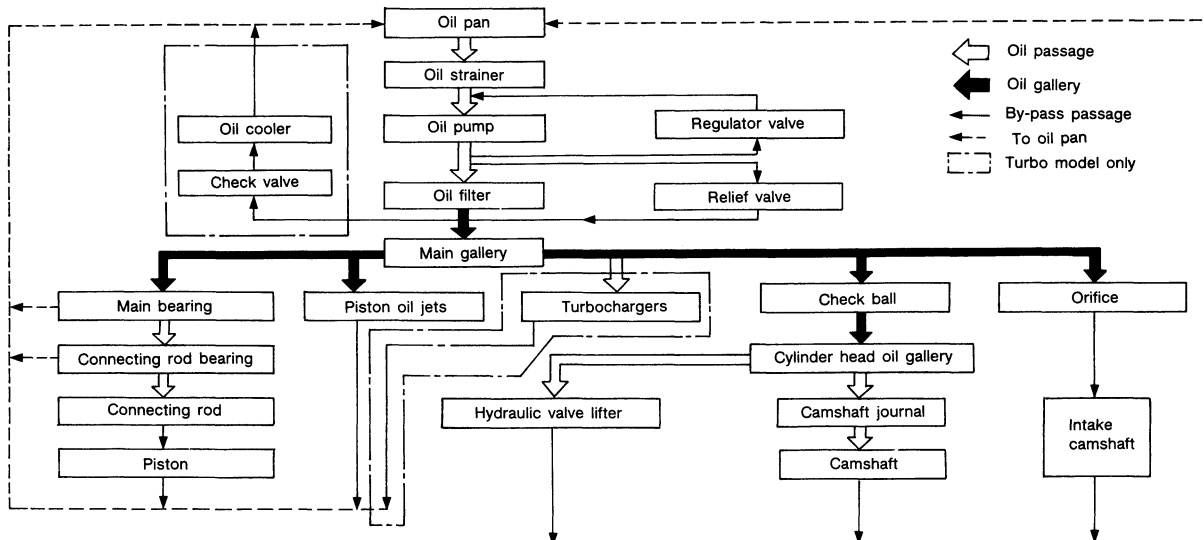 Oil pan
Oil strainer
Oil pump
Oil filter
Main gallery
Oil cooler
Check valve
Regulator valve
Relief valve
Oil passage
Oil gallery
By-pass passage
To oil pan
Turbo model only
Main bearing
Piston oil jets
Turbochargers
Check ball
Orifice
Connecting rod bearing
Cylinder head oil gallery
Connecting rod
Hydraulic valve lifter
Camshaft journal
Intake
camshaft
Piston
Camshaft